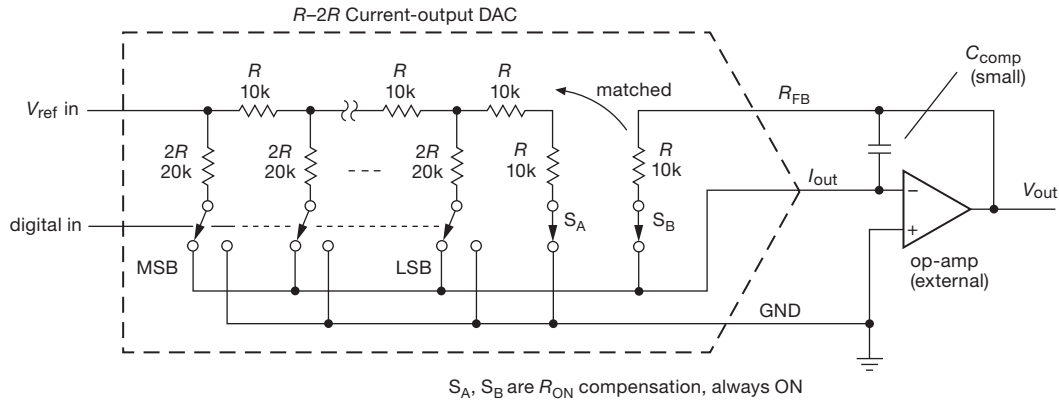 R–2R Current-output DAC
R
10k
R
10k
R
10k
matched
R_FB
C_comp
(small)
V_ref in
2R
20k
2R
20k
2R
20k
R
10k
R
10k
I_out
V_out
digital in
S_A
S_B
−
+
MSB
LSB
op-amp
(external)
GND
S_A, S_B are R_ON compensation, always ON